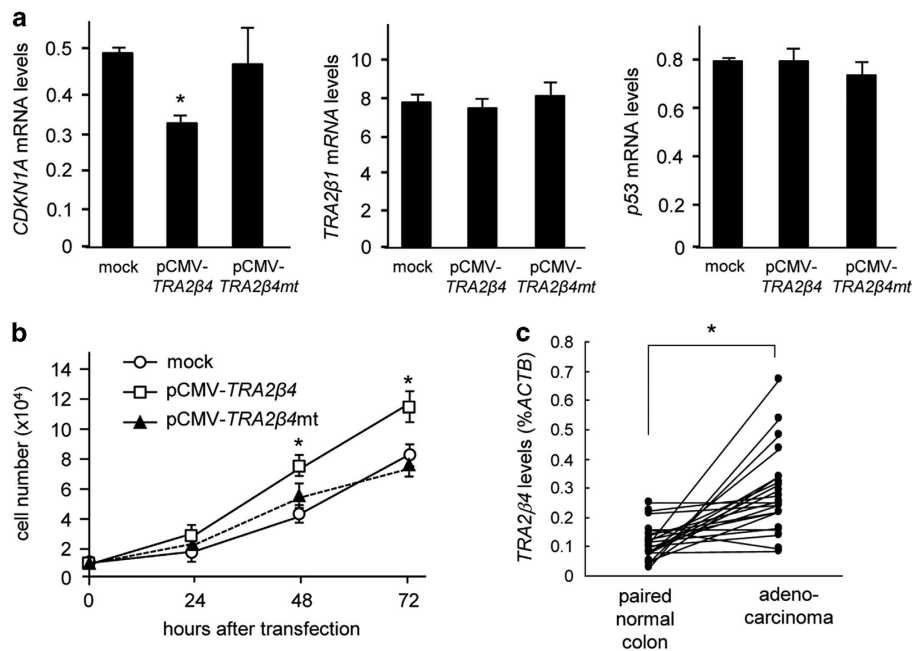 a
CDKN1A mRNA levels
0.5
0.4
0.3
0.2
0.1
0
*
mock
pCMV-
TRA2β4
pCMV-
TRA2β4mt
TRA2β1 mRNA levels
10
8
6
4
2
0
mock
pCMV-
TRA2β4
pCMV-
TRA2β4mt
p53 mRNA levels
0.8
0.6
0.4
0.2
0
mock
pCMV-
TRA2β4
pCMV-
TRA2β4mt
b
cell number (x10⁴)
14
12
10
8
6
4
2
1
0
mock
pCMV-TRA2β4
pCMV-TRA2β4mt
*
*
0
24
48
72
hours after transfection
c
TRA2β4 levels (%ACTB)
0.8
0.7
0.6
0.5
0.4
0.3
0.2
0.1
0
*
paired
normal
colon
adeno-
carcinoma